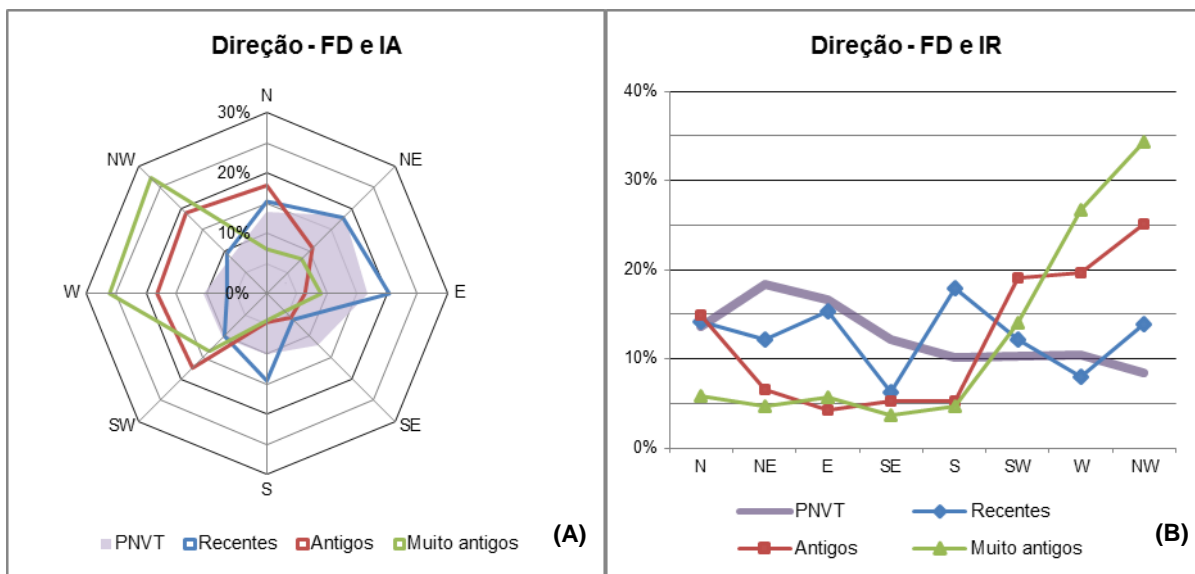 Direção - FD e IA
N
30%
NW
NE
20%
10%
W
0%
E
SW
SE
S
PNVT Recentes Antigos Muito antigos
(A)
Direção - FD e IR
40%
30%
20%
10%
0%
N NE E SE S SW W NW
PNVT Recentes
Antigos Muito antigos
(B)